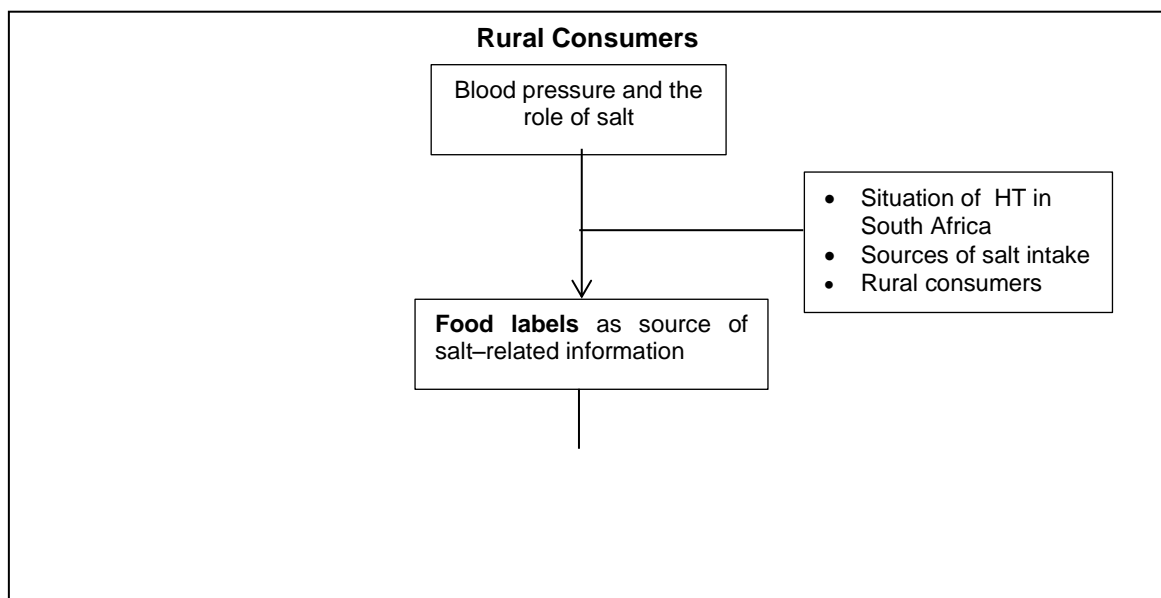 Rural Consumers
Blood pressure and the
role of salt
• Situation of HT in
South Africa
• Sources of salt intake
• Rural consumers
Food labels as source of
salt–related information